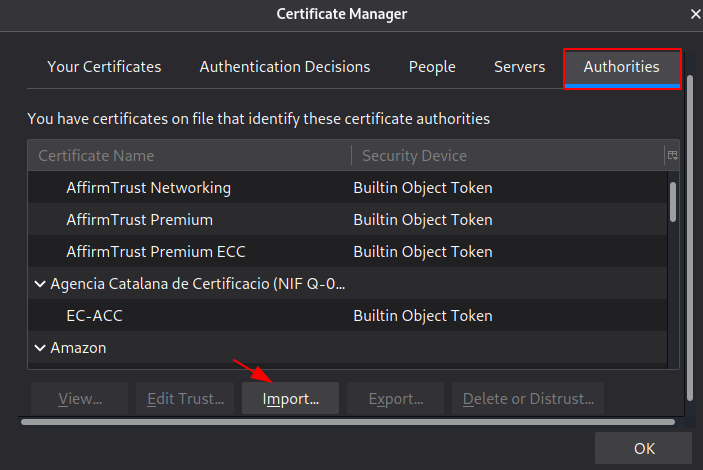 Certificate Manager
Your Certificates Authentication Decisions People Servers Authorities
You have certificates on file that identify these certificate authorities
Certificate Name Security Device
AffirmTrust Networking Builtin Object Token
AffirmTrust Premium Builtin Object Token
AffirmTrust Premium ECC Builtin Object Token
Agencia Catalana de Certificacio (NIF Q-0...
EC-ACC Builtin Object Token
Amazon
View... Edit Trust... Import... Export... Delete or Distrust...
OK